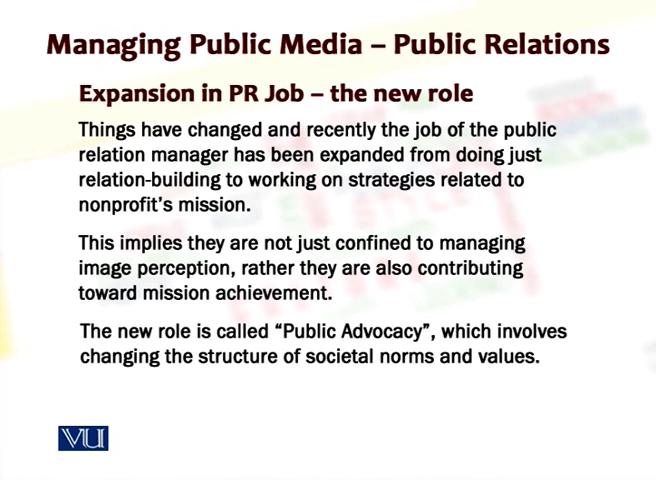 Managing Public Media – Public Relations
Expansion in PR Job – the new role
Things have changed and recently the job of the public
relation manager has been expanded from doing just
relation-building to working on strategies related to
nonprofit's mission.
This implies they are not just confined to managing
image perception, rather they are also contributing
toward mission achievement.
The new role is called “Public Advocacy”, which involves
changing the structure of societal norms and values.
VU